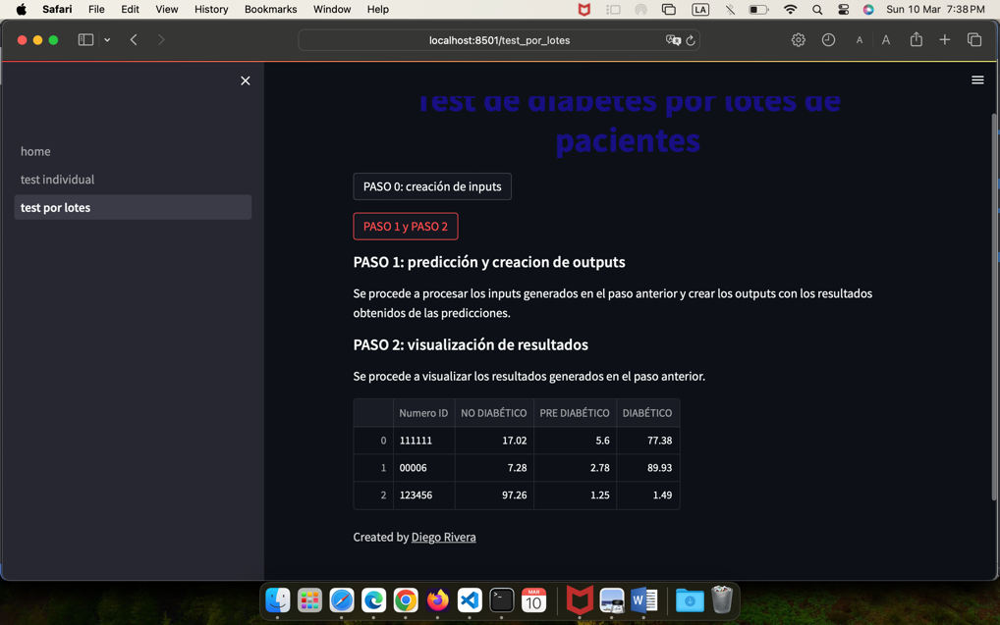 Safari File Edit View History Bookmarks Window Help LA Sun 10 Mar 7:38 PM
localhost:8501/test_por_lotes A A
Test de diabetes por lotes de
pacientes
home
test individual
test por lotes
PASO 0: creación de inputs
PASO 1 y PASO 2
PASO 1: predicción y creacion de outputs
Se procede a procesar los inputs generados en el paso anterior y crear los outputs con los resultados
obtenidos de las predicciones.
PASO 2: visualización de resultados
Se procede a visualizar los resultados generados en el paso anterior.
Numero ID NO DIABÉTICO PRE DIABÉTICO DIABÉTICO
0 111111 17.02 5.6 77.38
1 00006 7.28 2.78 89.93
2 123456 97.26 1.25 1.49
Created by Diego Rivera
MAR
10
W